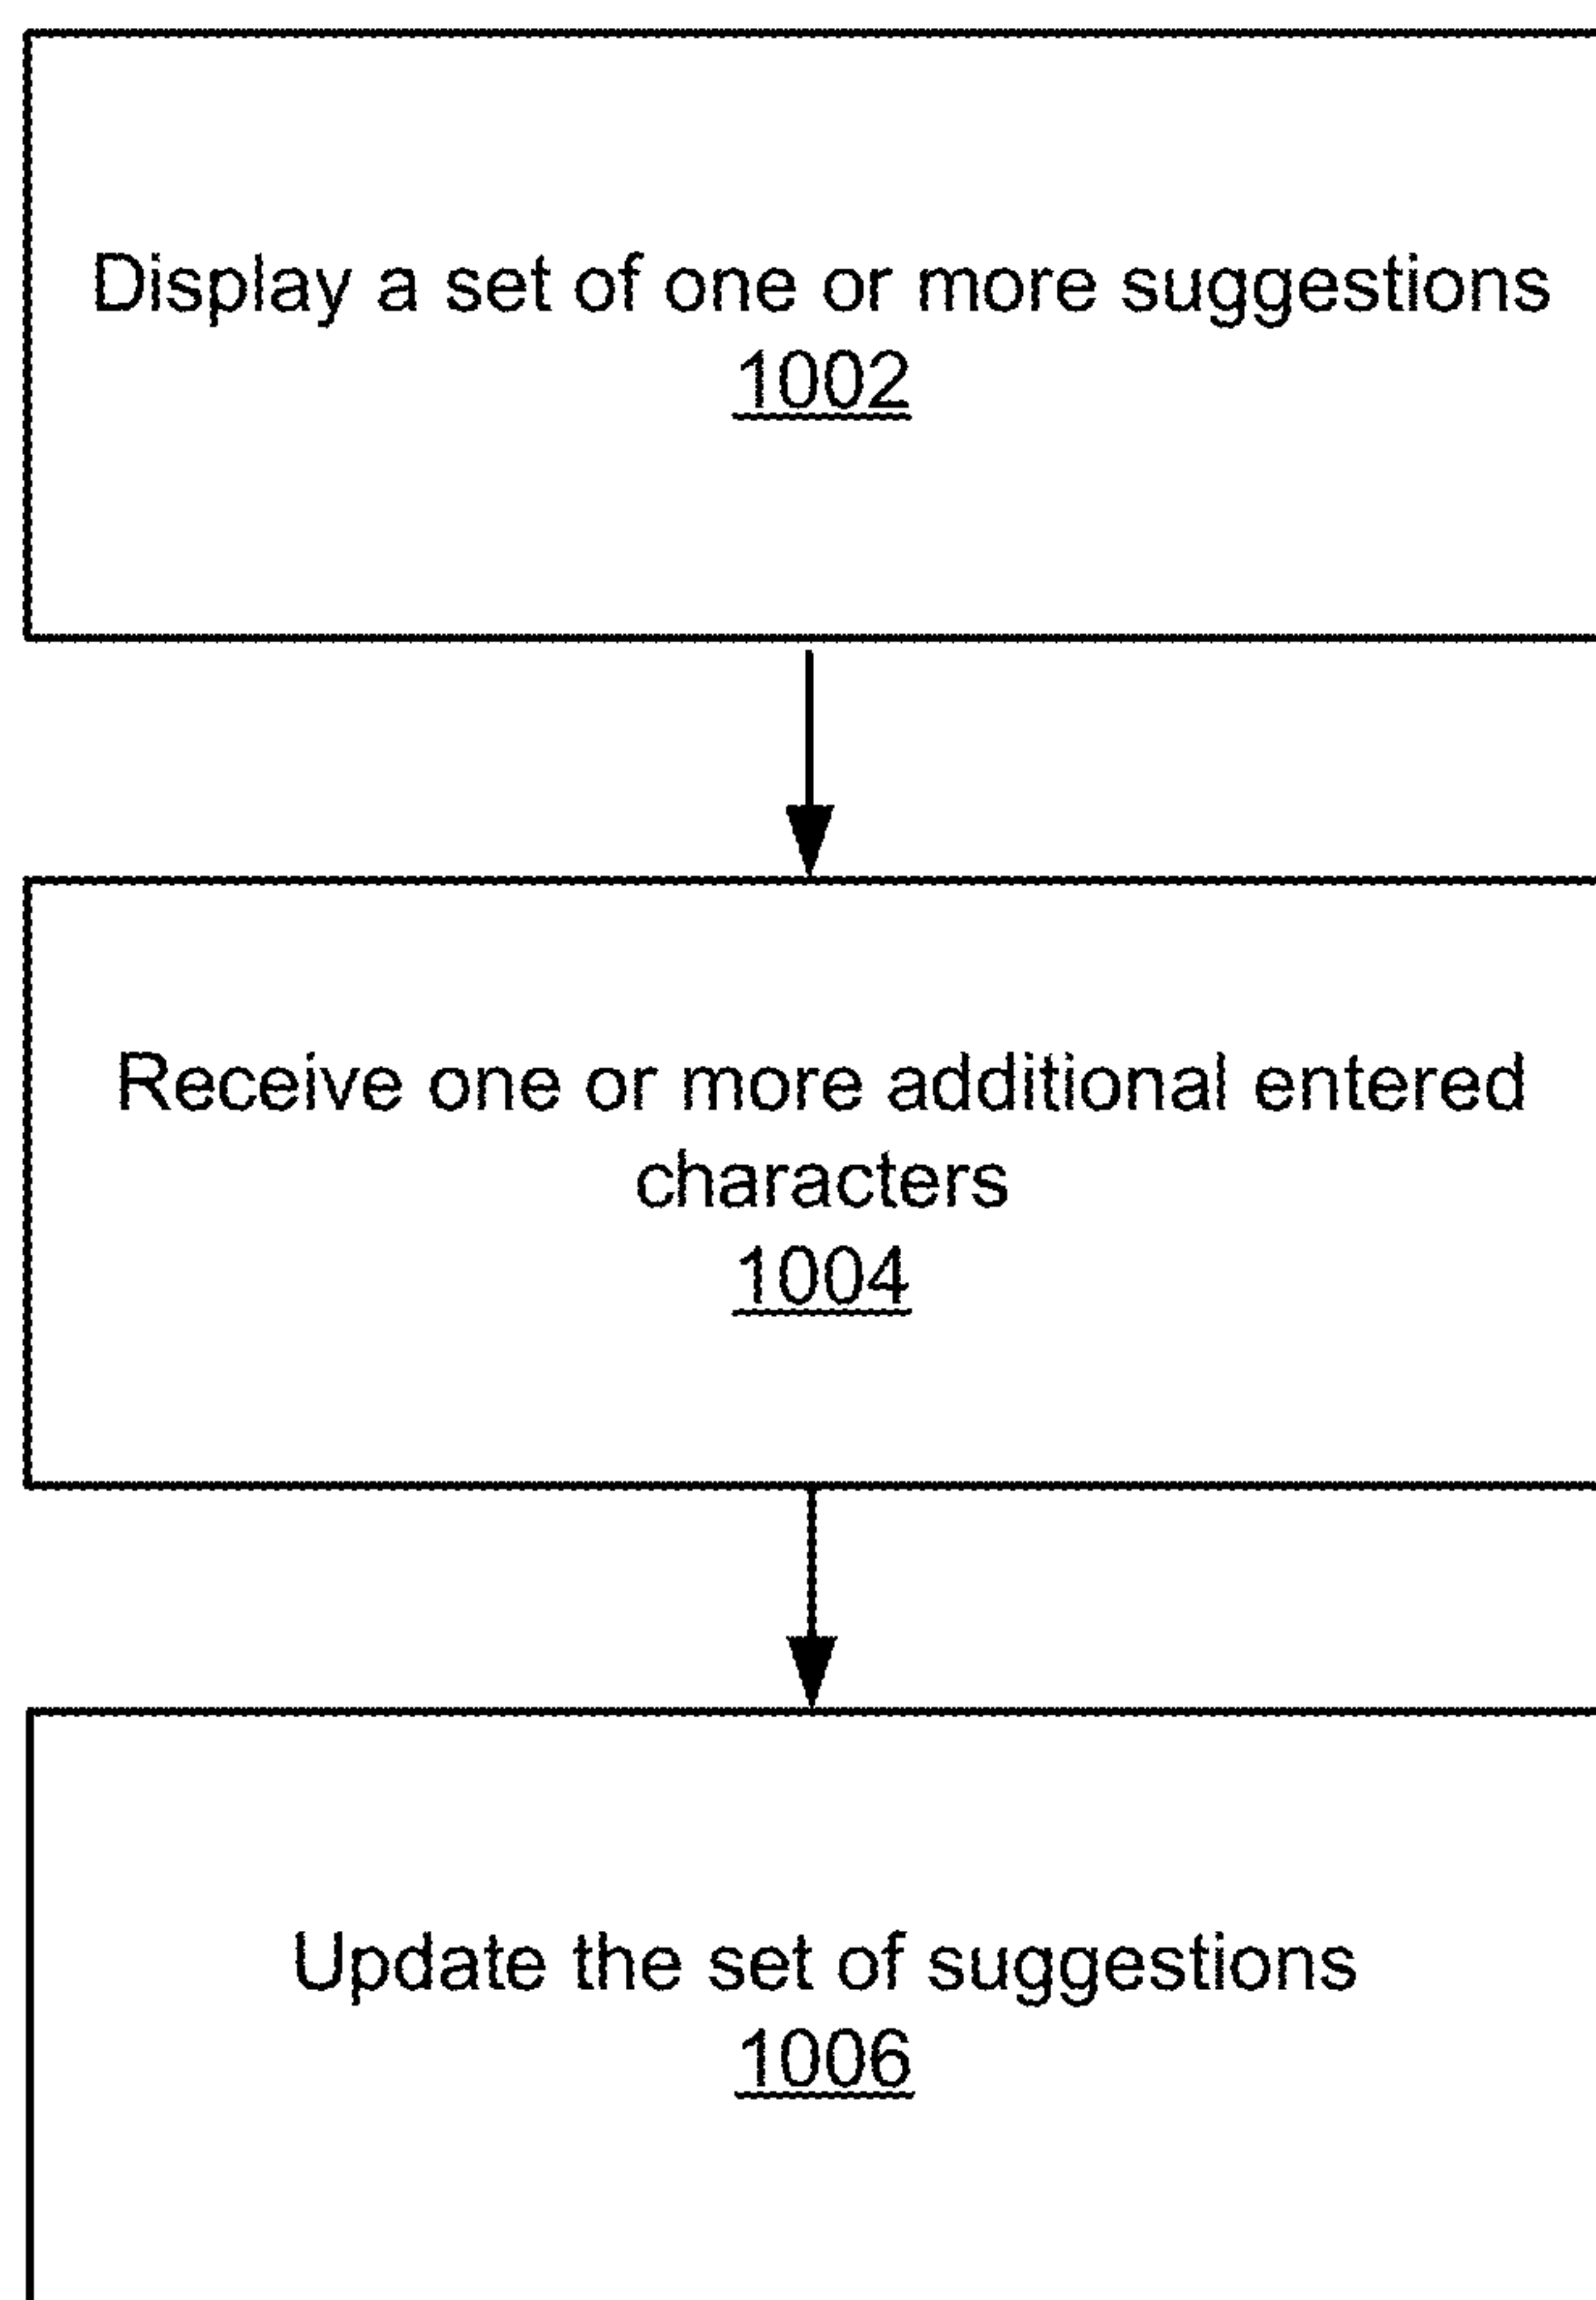 Display a set of one or more suggestions
1002
Receive one or more additional entered
characters
1004
Update the set of suggestions
1006